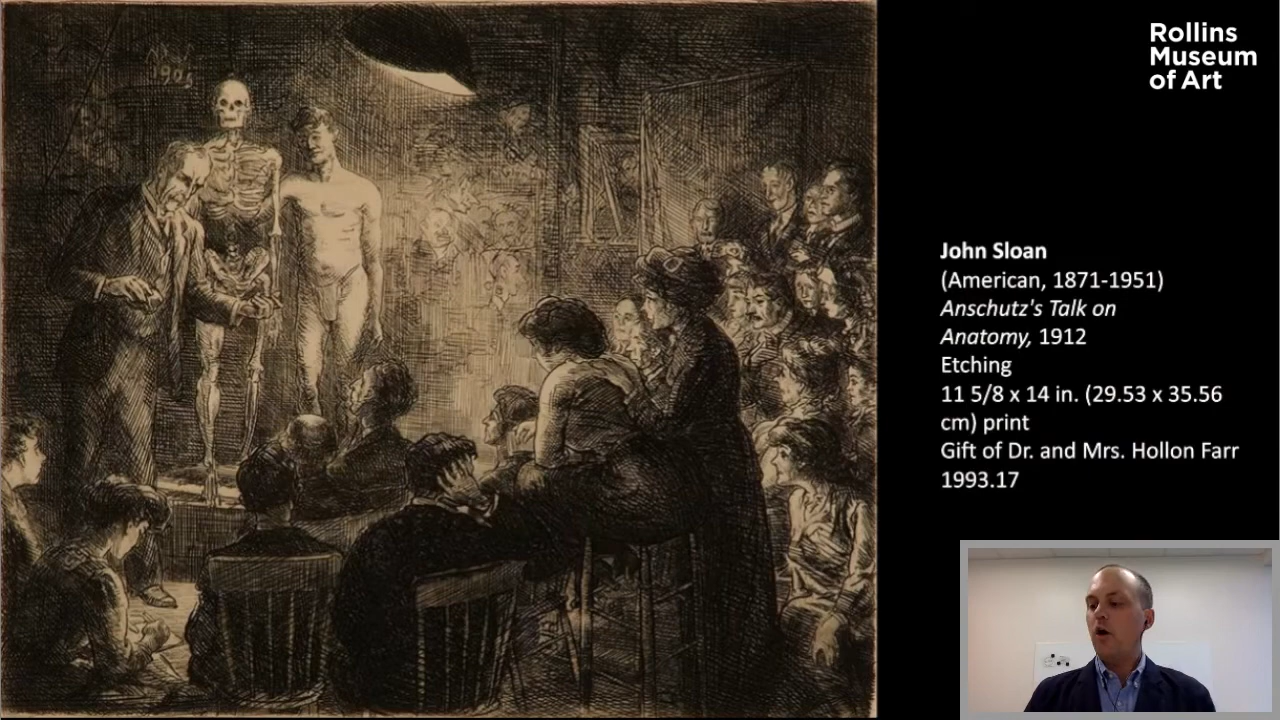 1904
Rollins
Museum
of Art
John Sloan
(American, 1871-1951)
Anschutz's Talk on
Anatomy, 1912
Etching
11 5/8 x 14 in. (29.53 x 35.56
cm) print
Gift of Dr. and Mrs. Hollon Farr
1993.17